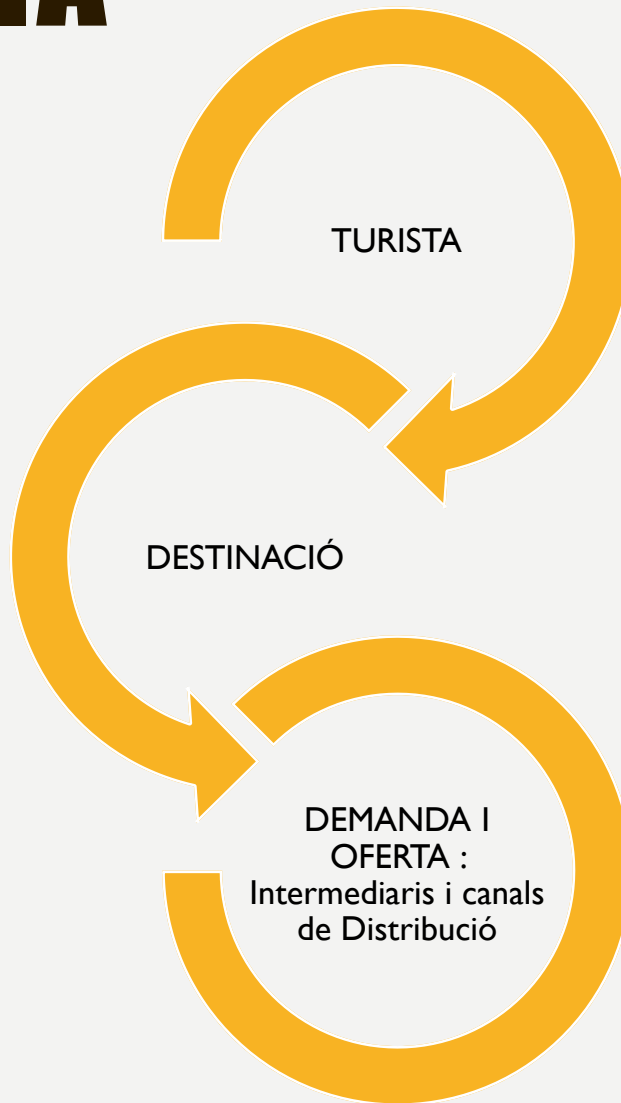 TURISTA
DESTINACIÓ
DEMANDA I
OFERTA :
Intermediaris i canals
de Distribució